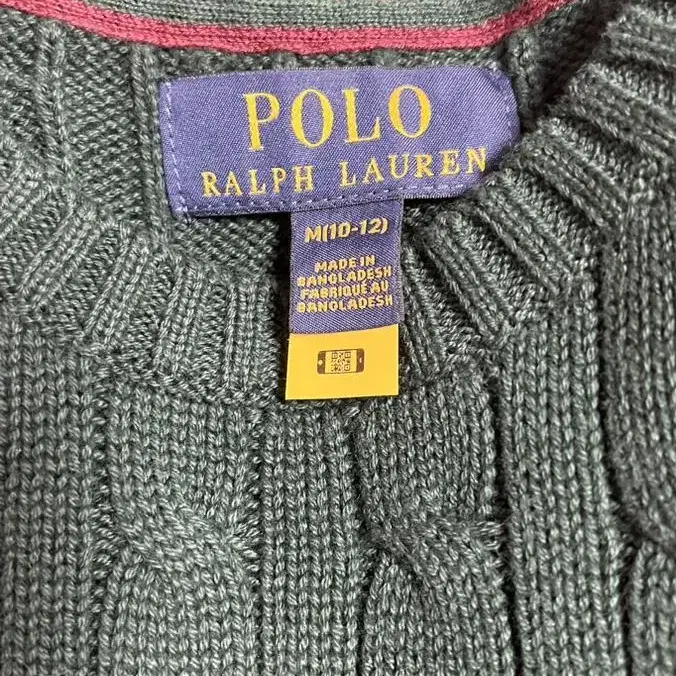 POLO
RALPH LAUREN
M(10-12)
MADE IN
BANGLADESH
FABRIQUÉ AU
BANGLADESH